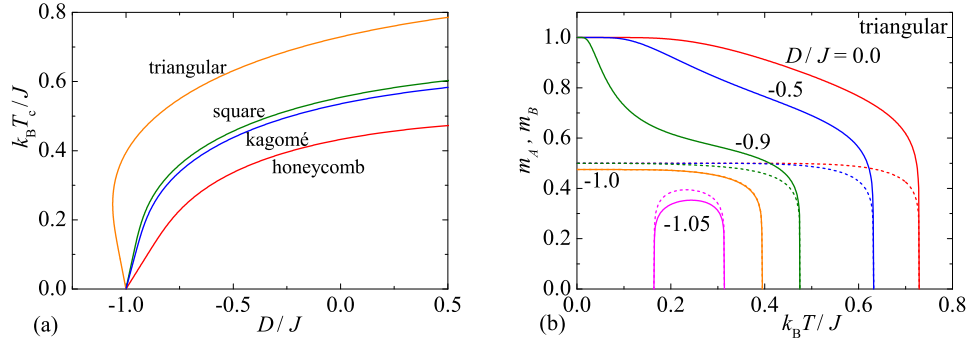 0.8
0.6
0.4
0.2
0.0
k_B T_c / J
triangular
square
kagomé
honeycomb
-1.0
-0.5
0.0
0.5
(a)
D / J
1.0
0.8
0.6
0.4
0.2
0.0
m_A , m_B
triangular
D / J = 0.0
-0.5
-0.9
-1.0
-1.05
0.0
0.2
0.4
0.6
0.8
(b)
k_B T / J